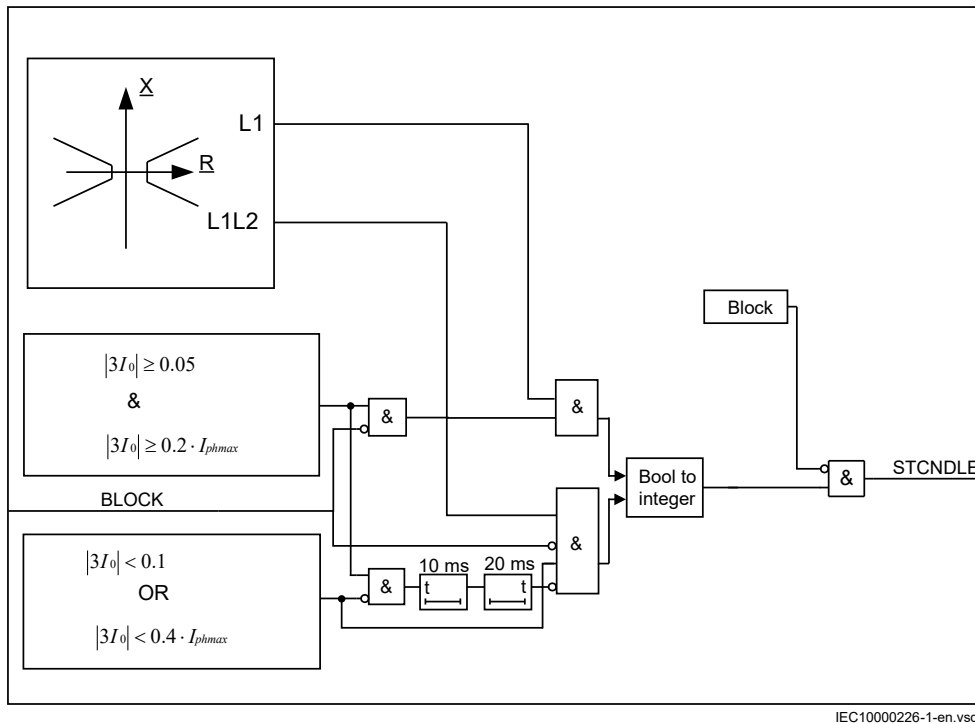 X
R
L1
L1L2
Block
|3I₀| ≥ 0.05
&
|3I₀| ≥ 0.2 · Iphmax
&
&
BLOCK
Bool to
integer
&
STCNDLE
|3I₀| < 0.1
OR
|3I₀| < 0.4 · Iphmax
&
10 ms
20 ms
t
t
&
IEC10000226-1-en.vsd